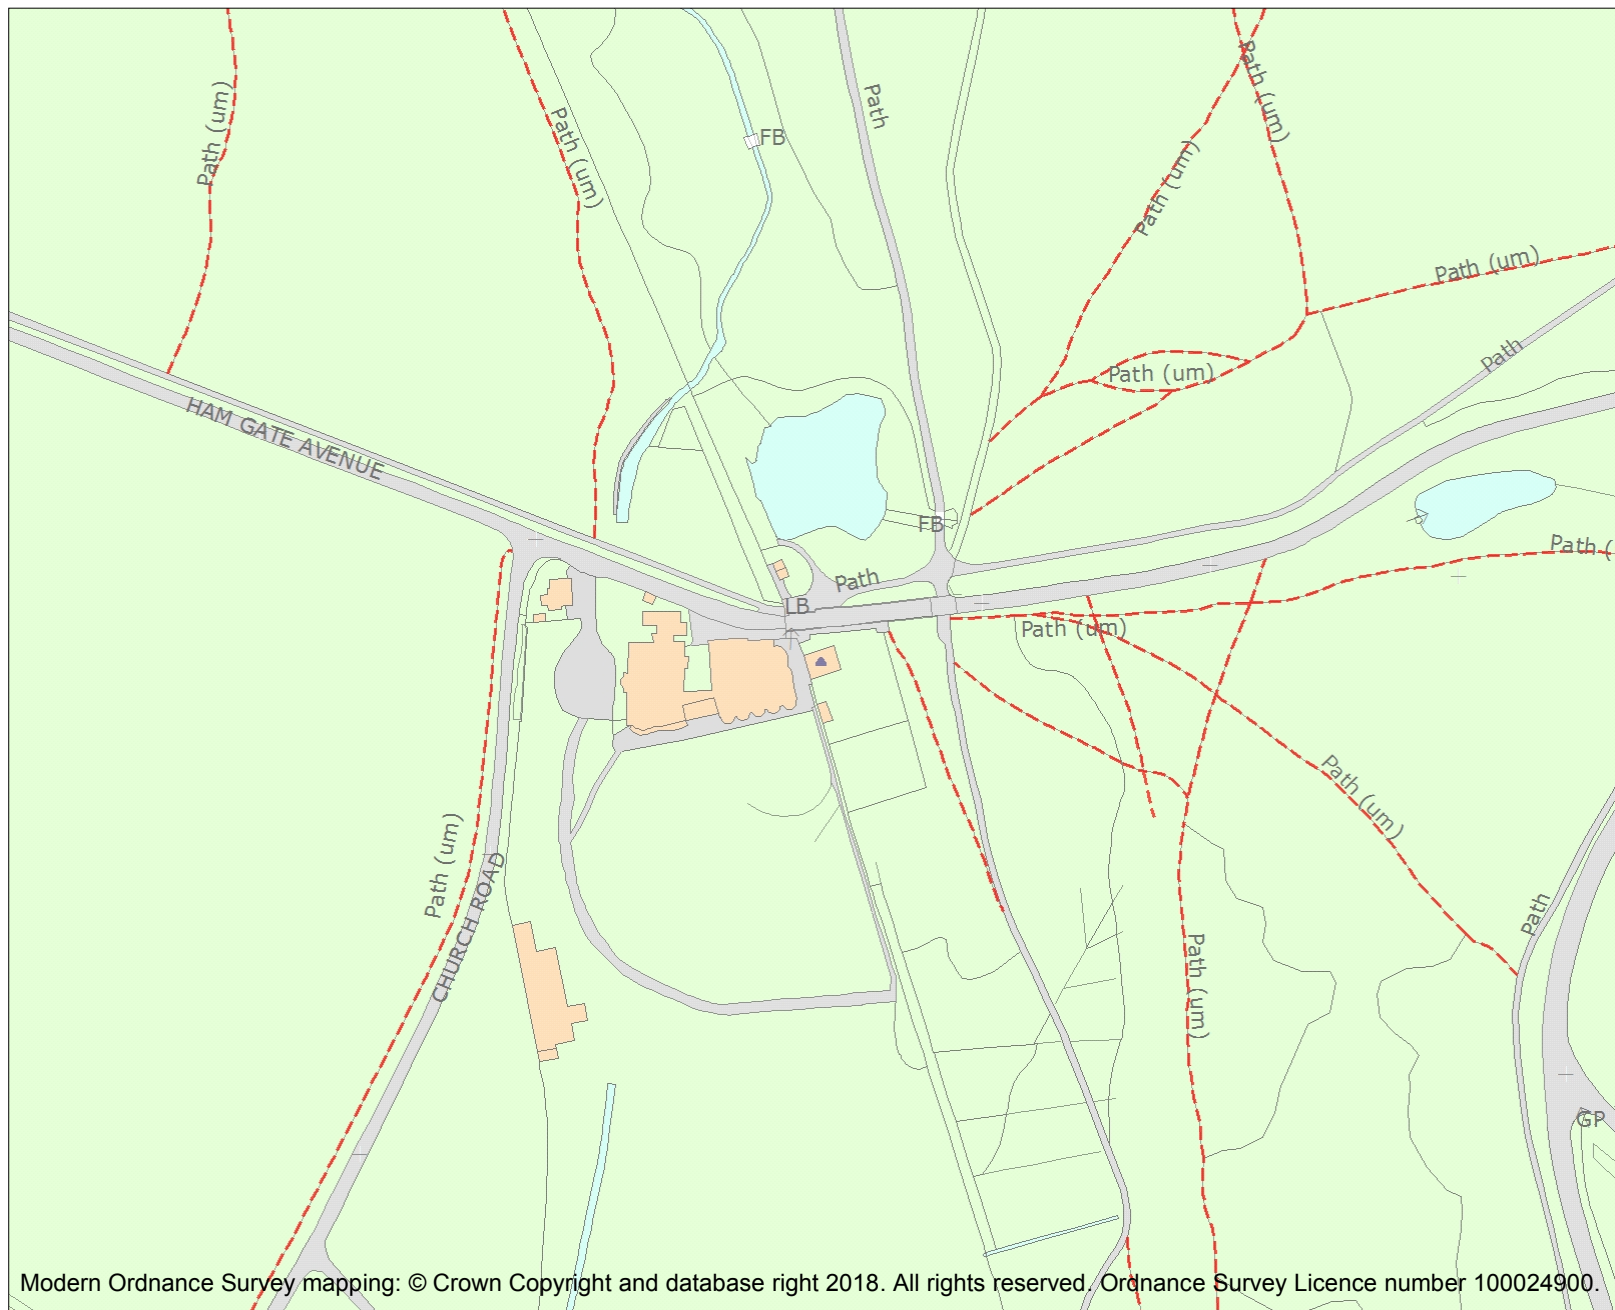 Path (um)
Path (um)
FB
Path
Path (um)
Path (um)
Path (um)
Path
Path (um)
HAM GATE AVENUE
FB
Path (
Path
LB
Path (um)
Path (um)
Path (um)
CHURCH ROAD
Path
Path (um)
GP
Modern Ordnance Survey mapping: © Crown Copyright and database right 2018. All rights reserved. Ordnance Survey Licence number 100024900.